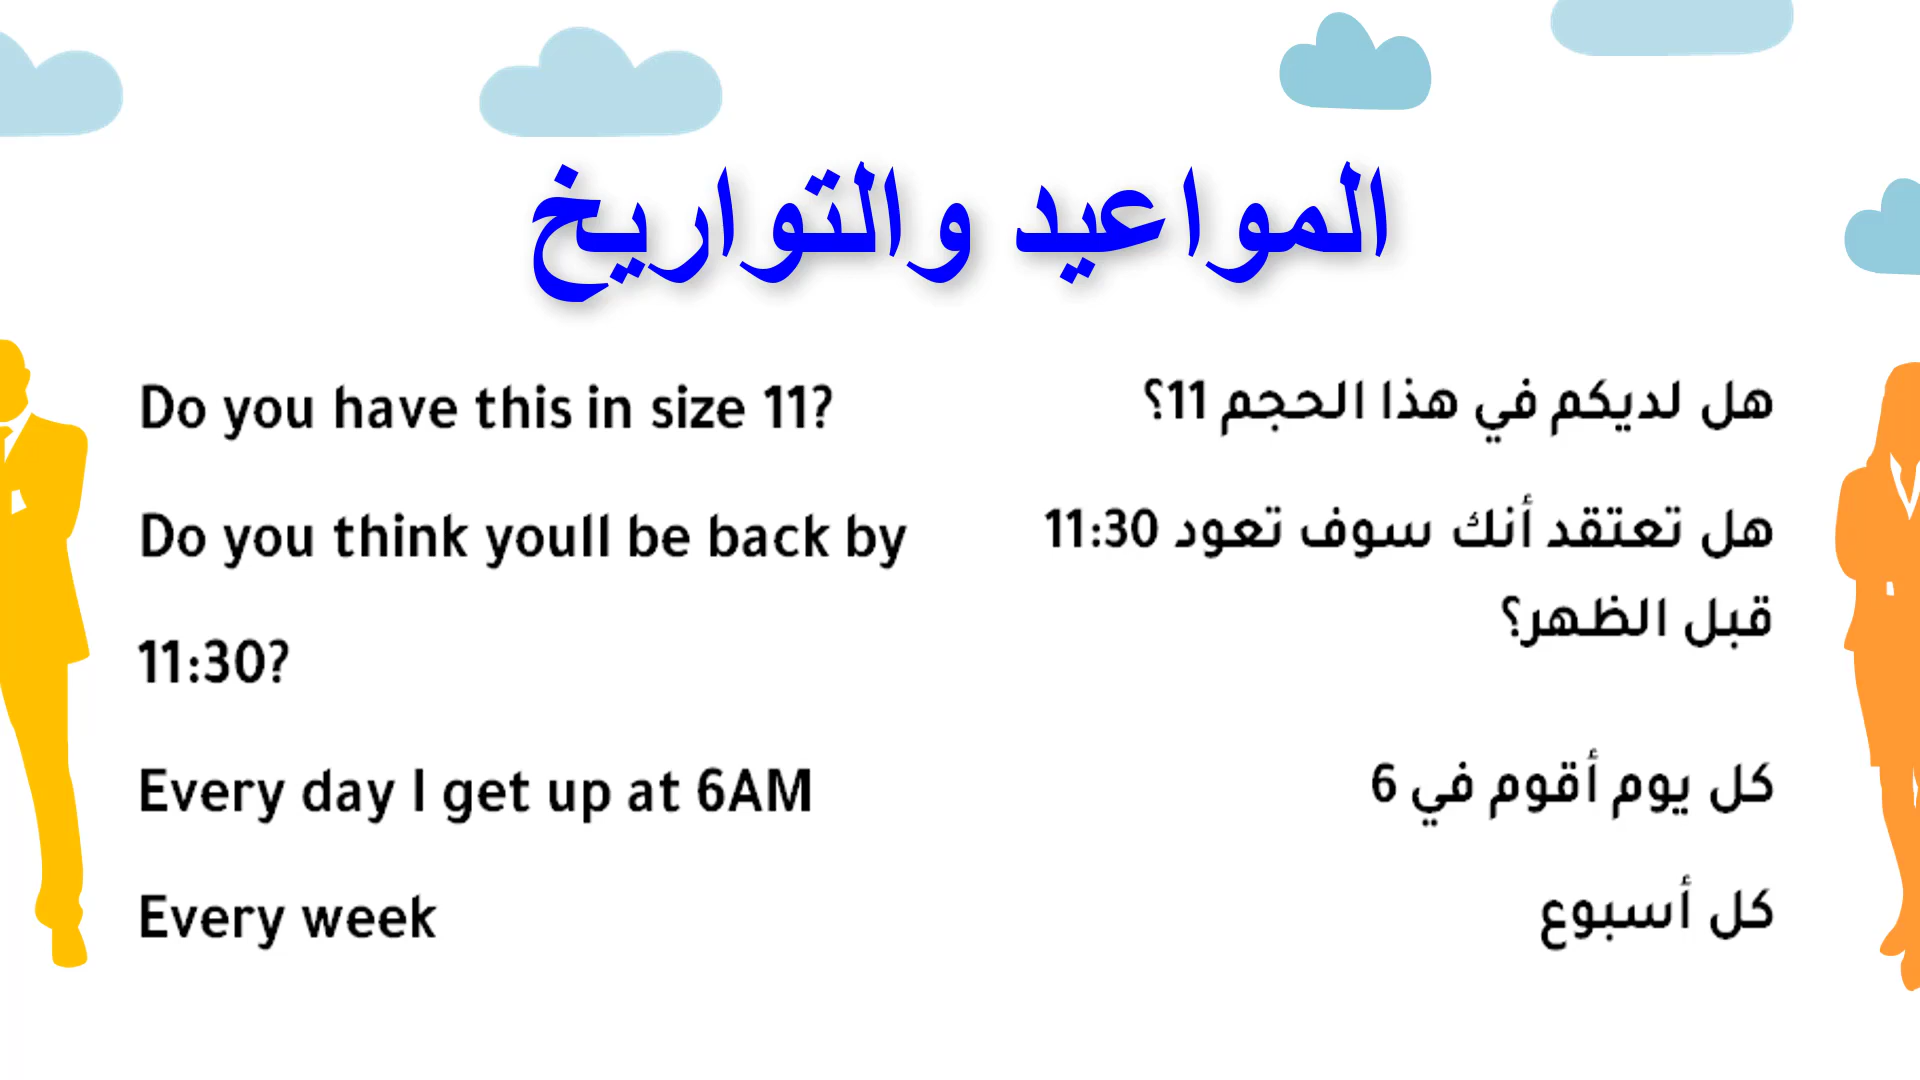 المواعيد والتواريخ
Do you have this in size 11?
هل لديكم في هذا الحجم 11؟
Do you think youll be back by
11:30?
هل تعتقد أنك سوف تعود 11:30
قبل الظهر؟
Every day I get up at 6AM
كل يوم أقوم في 6
Every week
كل أسبوع